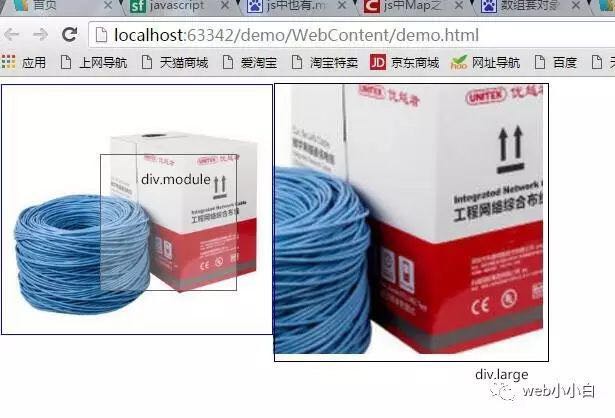 首页
javascript
js中也有.m
js中Map之
数组套对象
localhost:63342/demo/WebContent/demo.html
应用 上网导航 天猫商城 爱淘宝 淘宝特卖 JD 京东商城 hao 网址导航 百度
UNITEK 优越者
div.module
Integrated Network Cable
工程网络综合布线
UNITEK 优越者
Integrated Network Ca
工程网络综合布线
div.large
web小小白